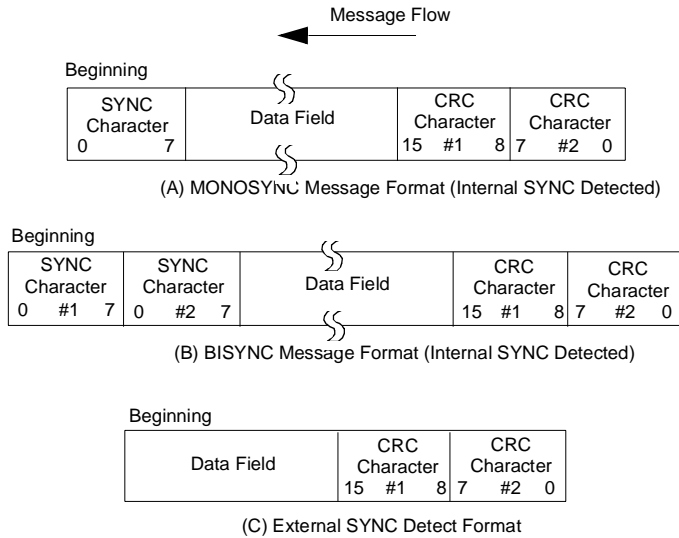 Message Flow
Beginning
SYNC Character 0 7
Data Field
CRC Character 15 #1 8
CRC Character 7 #2 0
(A) MONOSYNC Message Format (Internal SYNC Detected)
Beginning
SYNC Character 0 #1 7
SYNC Character 0 #2 7
Data Field
CRC Character 15 #1 8
CRC Character 7 #2 0
(B) BISYNC Message Format (Internal SYNC Detected)
Beginning
Data Field
CRC Character 15 #1 8
CRC Character 7 #2 0
(C) External SYNC Detect Format